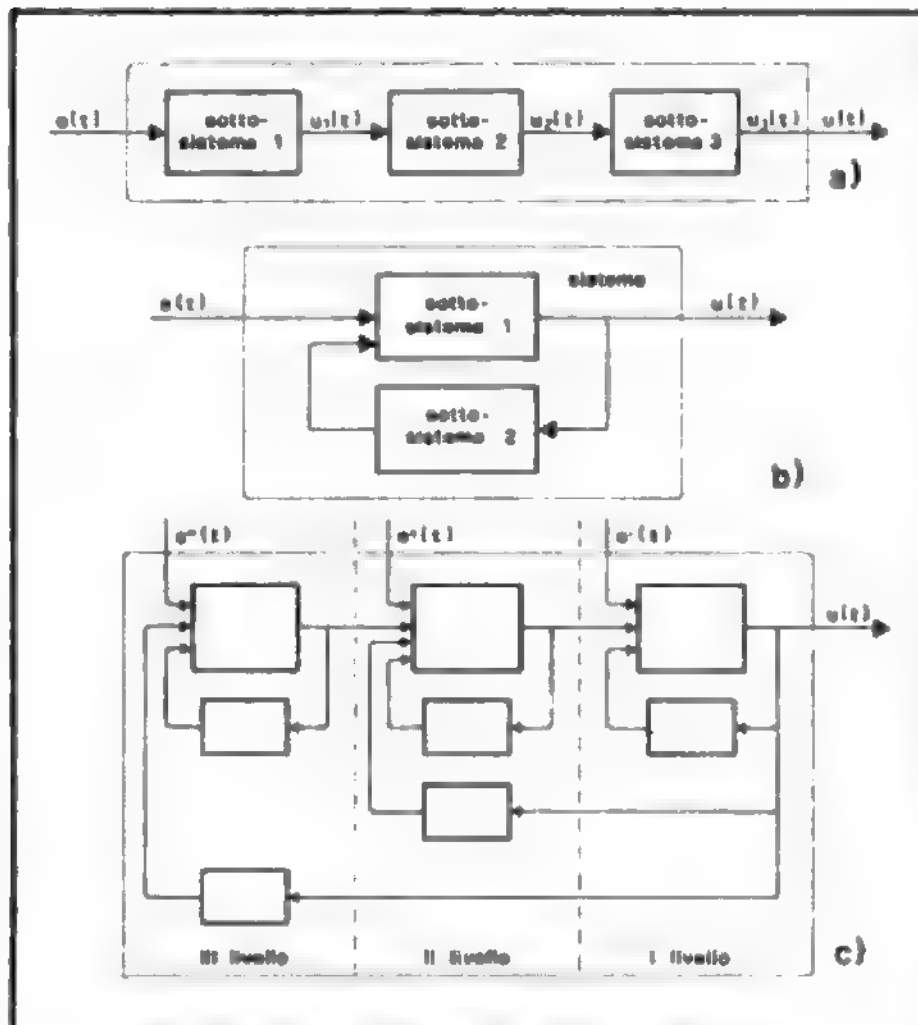 sotto-
sistema 1
u₁(t)
sotto-
sistema 2
u₂(t)
sotto-
sistema 3
u₃(t)
u(t)
a)
sistema
e(t)
sotto-
sistema 1
u(t)
sotto-
sistema 2
b)
u(t)
III livello
II livello
I livello
c)